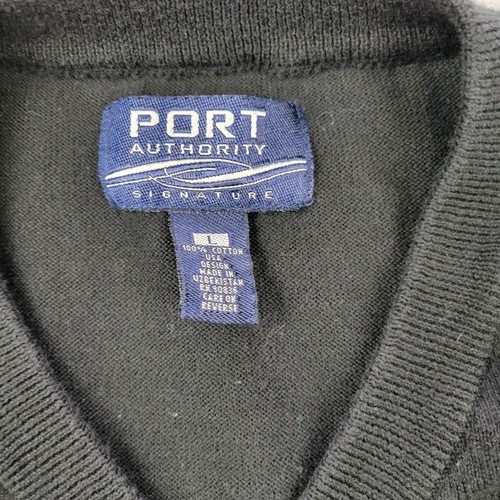 PORT
AUTHORITY
SIGNATURE
L
100% COTTON
USA
DESIGN
MADE IN
UZBEKISTAN
RN 90836
CARE ON
REVERSE